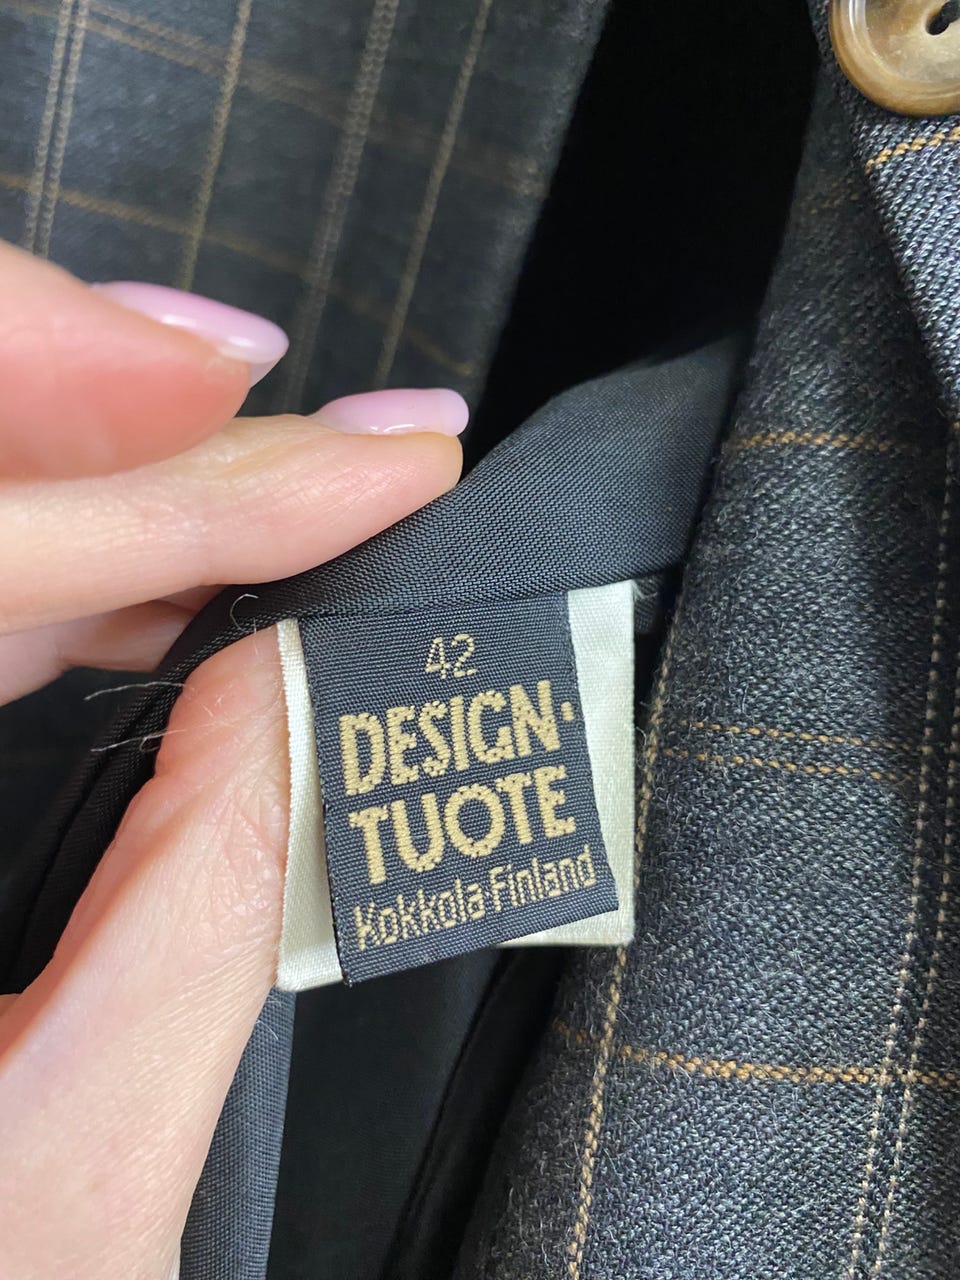 42
DESIGN-
TUOTE
Kokkola Finland